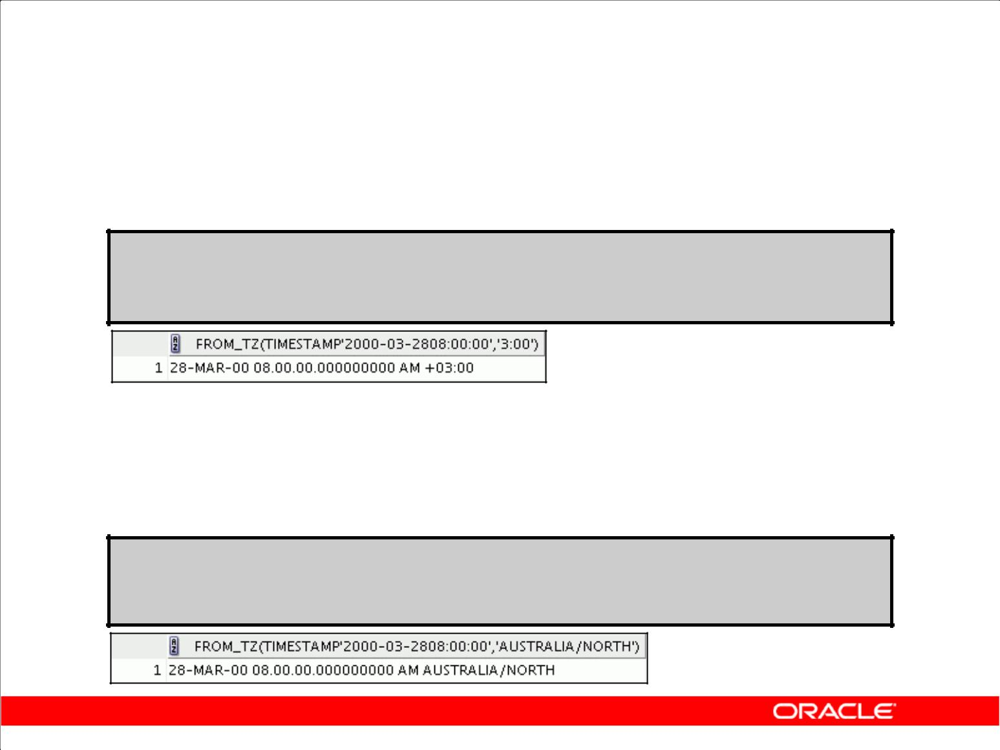 FROM_TZ(TIMESTAMP'2000-03-2808:00:00','3:00')
1 28-MAR-00 08.00.00.000000000 AM +03:00
FROM_TZ(TIMESTAMP'2000-03-2808:00:00','AUSTRALIA/NORTH')
1 28-MAR-00 08.00.00.000000000 AM AUSTRALIA/NORTH
ORACLE